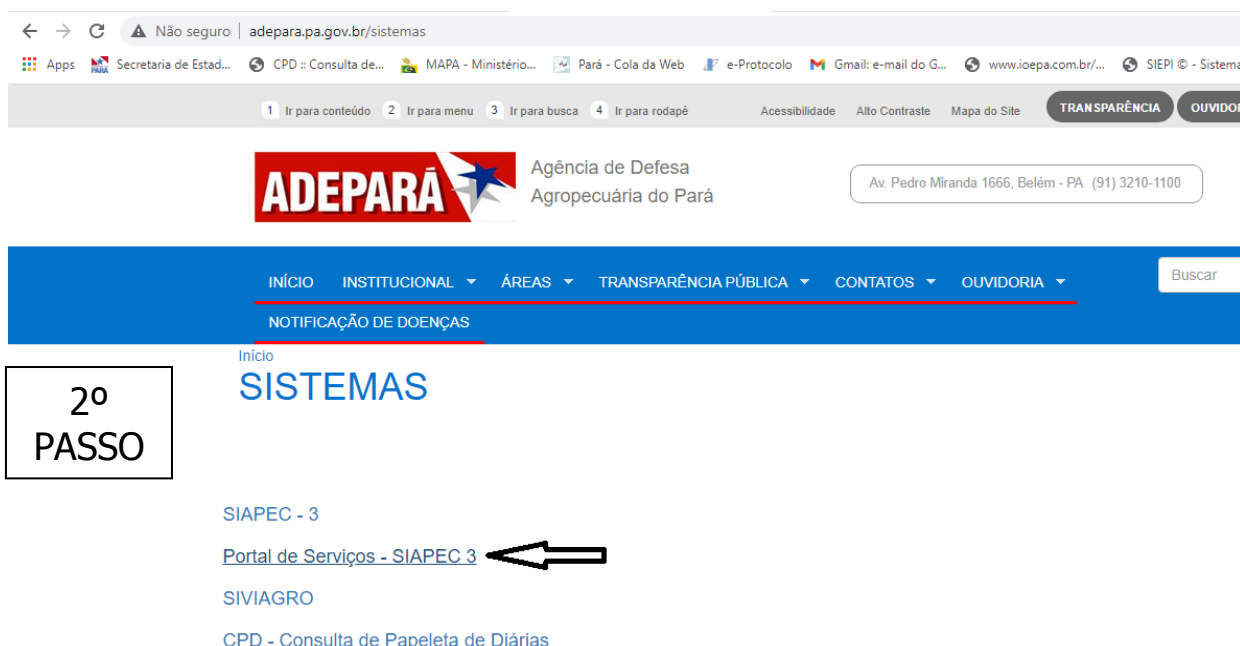 Não seguro | adepara.pa.gov.br/sistemas
Apps Secretaria de Estad... CPD :: Consulta de... MAPA - Ministério... Pará - Cola da Web e-Protocolo Gmail: e-mail do G... www.ioepa.com.br/... SIEPI © - Sistema
1 Ir para conteúdo 2 Ir para menu 3 Ir para busca 4 Ir para rodapé Acessibilidade Alto Contraste Mapa do Site TRANSPARÊNCIA OUVIDOR
ADEPARÁ
Agência de Defesa
Agropecuária do Pará
Av. Pedro Miranda 1666, Belém - PA (91) 3210-1100
INÍCIO INSTITUCIONAL ÁREAS TRANSPARÊNCIA PÚBLICA CONTATOS OUVIDORIA Buscar
NOTIFICAÇÃO DE DOENÇAS
Início
SISTEMAS
2º
PASSO
SIAPEC - 3
Portal de Serviços - SIAPEC 3
SIVIAGRO
CPD - Consulta de Papeleta de Diárias